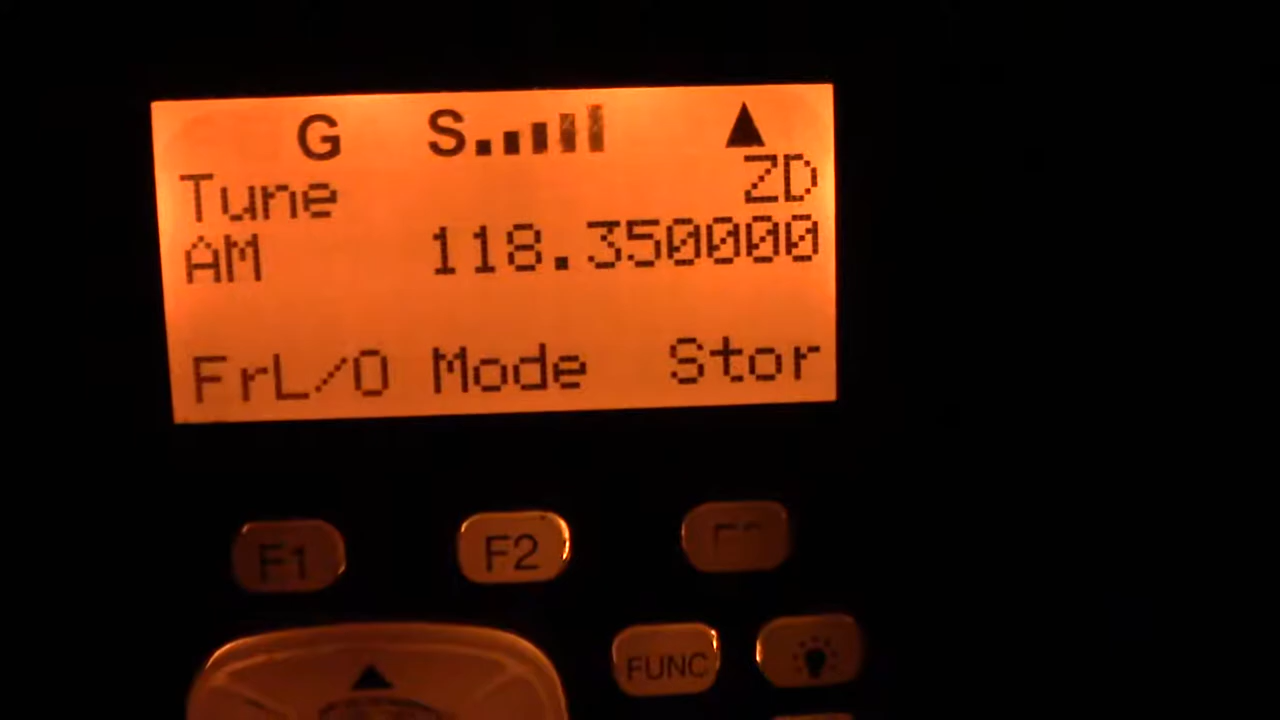 G S
Tune ZD
AM 118.350000
FrL/O Mode Stor
F1 F2
FUNC